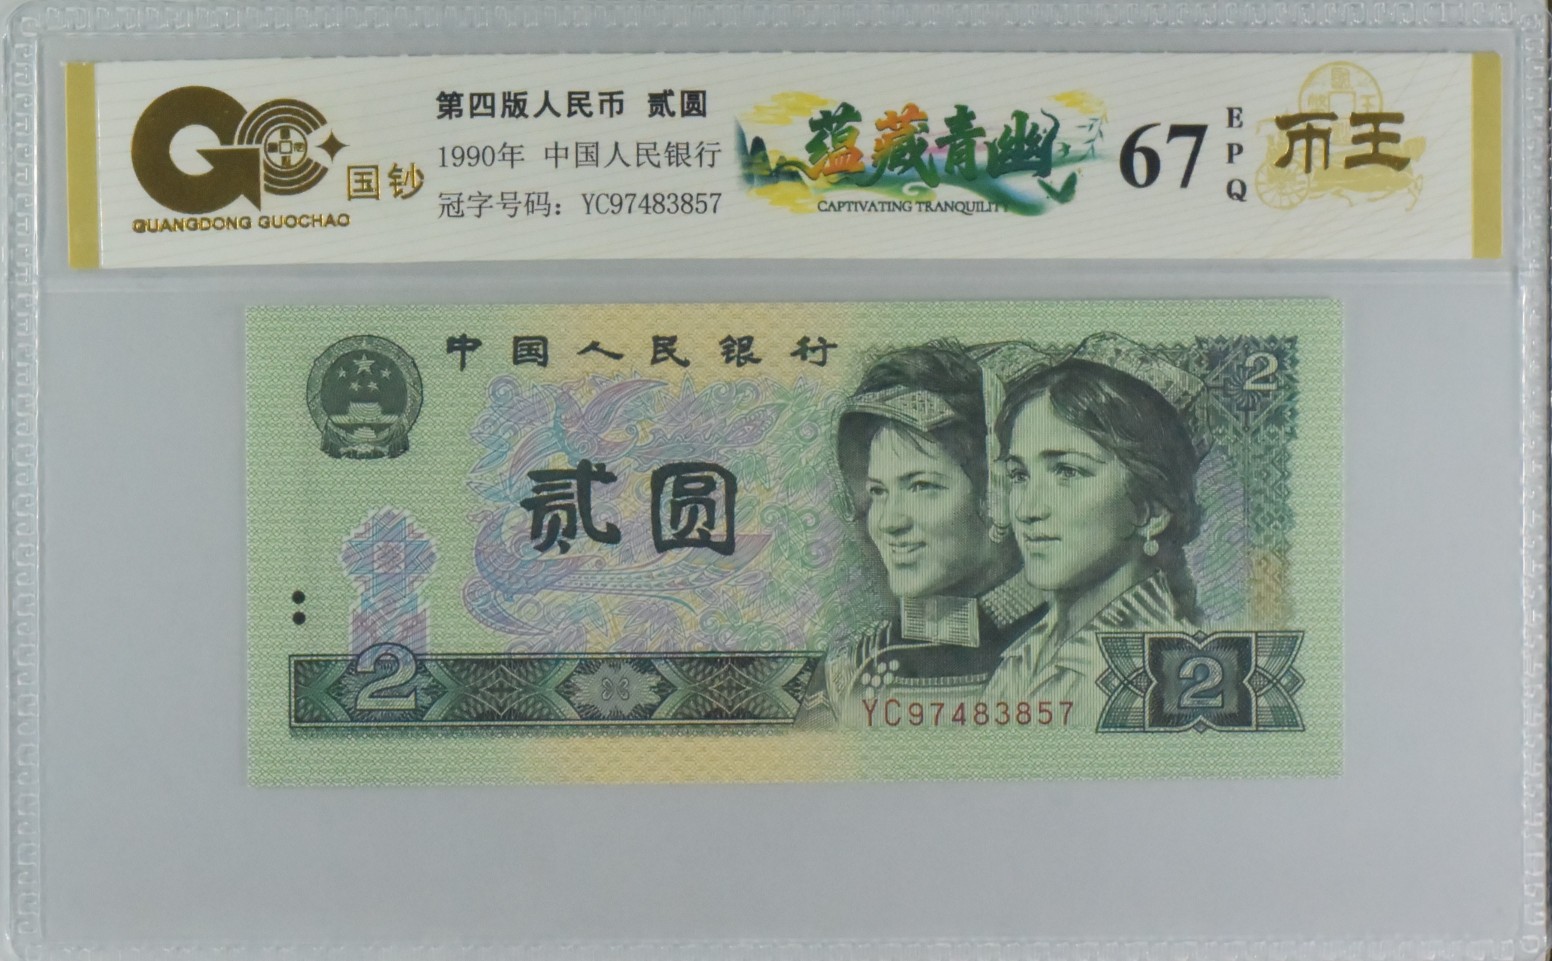 第四版人民币 贰圆
1990年 中国人民银行
冠字号码：YC97483857
国钞
GUANGDONG GUOCHAO
蕴藏青幽
CAPTIVATING TRANQUILITY
67
EPQ
币王
中国人民银行
2
贰圆
2
2
YC97483857